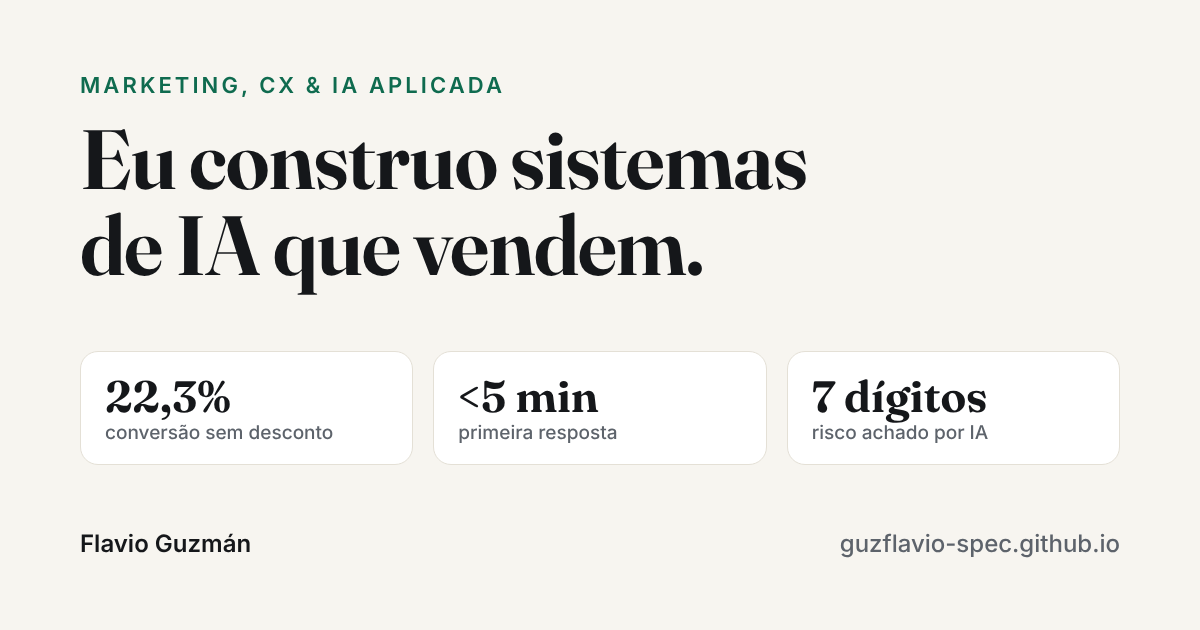 MARKETING, CX & IA APLICADA
Eu construo sistemas
de IA que vendem.
22,3%
conversão sem desconto
<5 min
primeira resposta
7 dígitos
risco achado por IA
Flavio Guzmán
guzflavio-spec.github.io